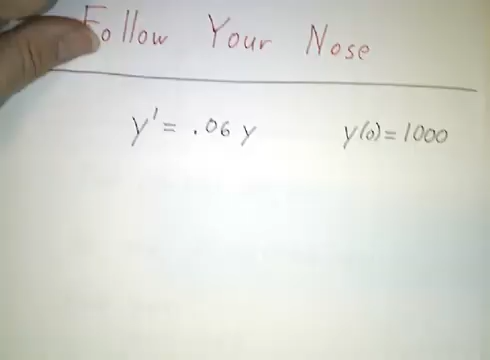 Follow Your Nose
y' = .06 y y(0) = 1000